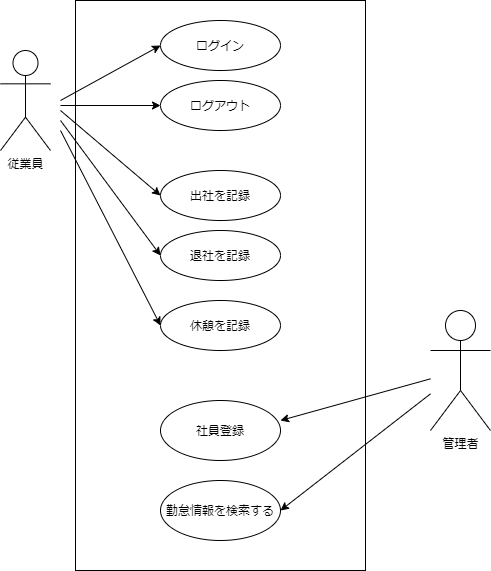 ログイン
ログアウト
従業員
出社を記録
退社を記録
休憩を記録
社員登録
管理者
勤怠情報を検索する